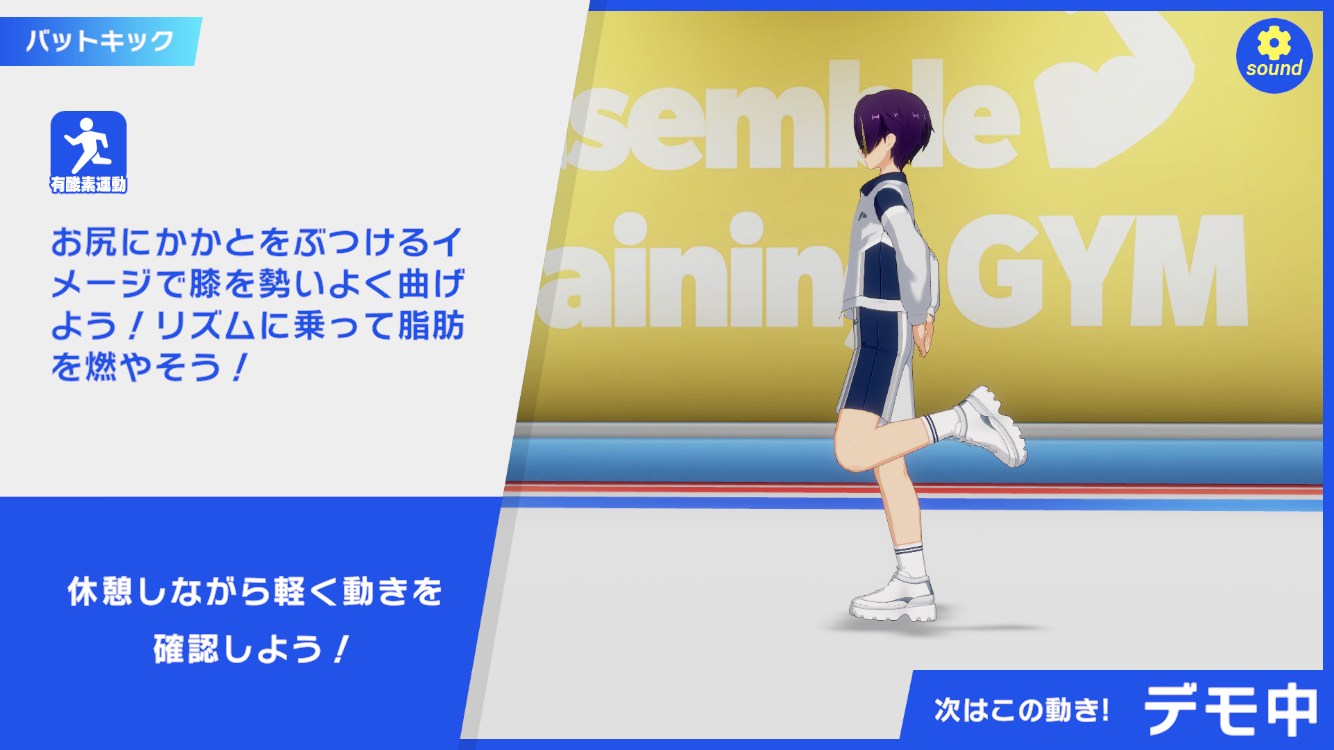 バットキック
sound
有酸素運動
お尻にかかとをぶつけるイ
メージで膝を勢いよく曲げ
よう！リズムに乗って脂肪
を燃やそう！
semble
aining GYM
休憩しながら軽く動きを
確認しよう！
次はこの動き!
デモ中